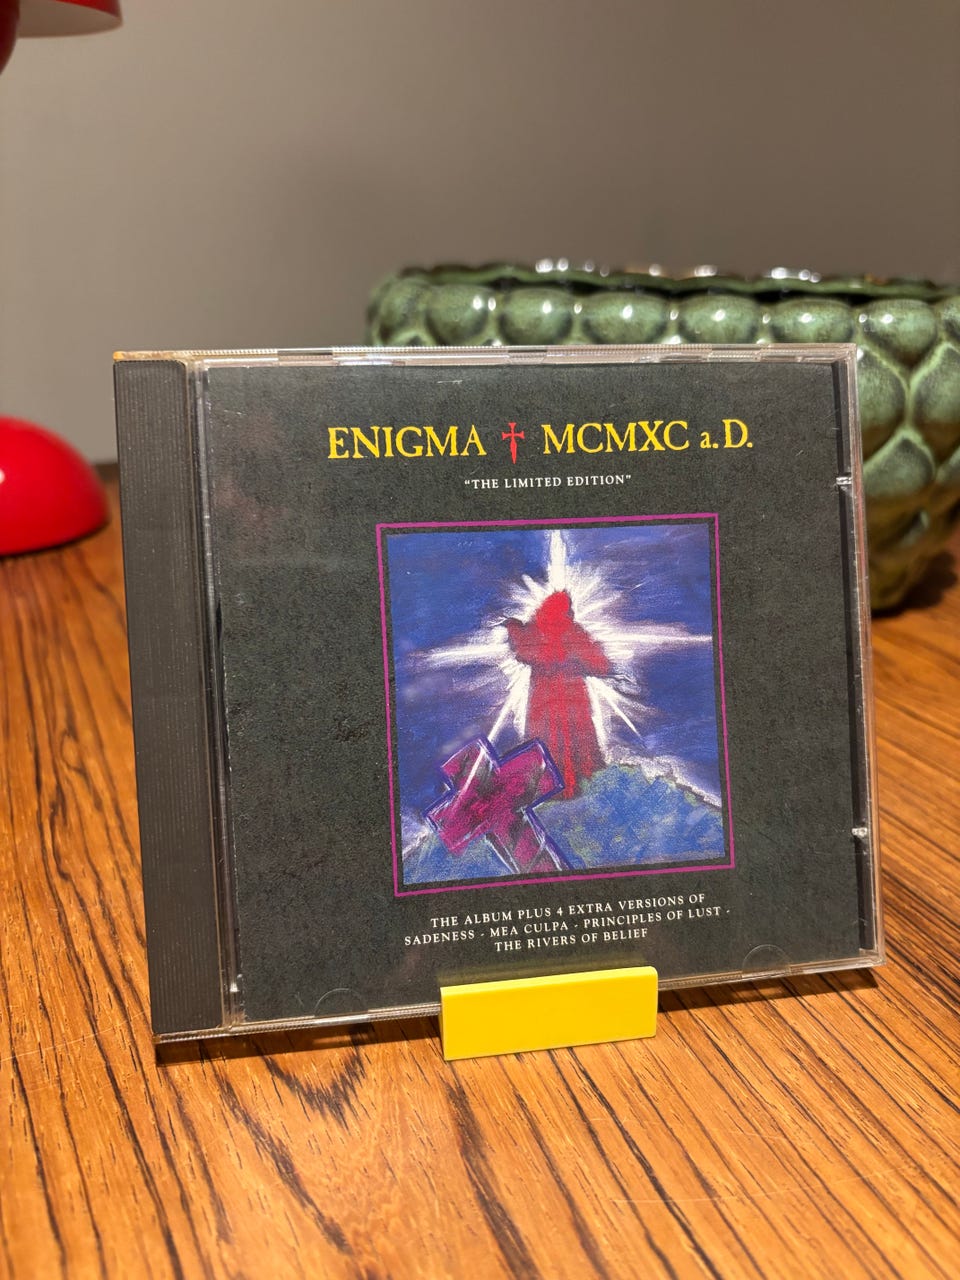 ENIGMA † MCMXC a.D.
“THE LIMITED EDITION”
THE ALBUM PLUS 4 EXTRA VERSIONS OF
SADENESS - MEA CULPA - PRINCIPLES OF LUST -
THE RIVERS OF BELIEF